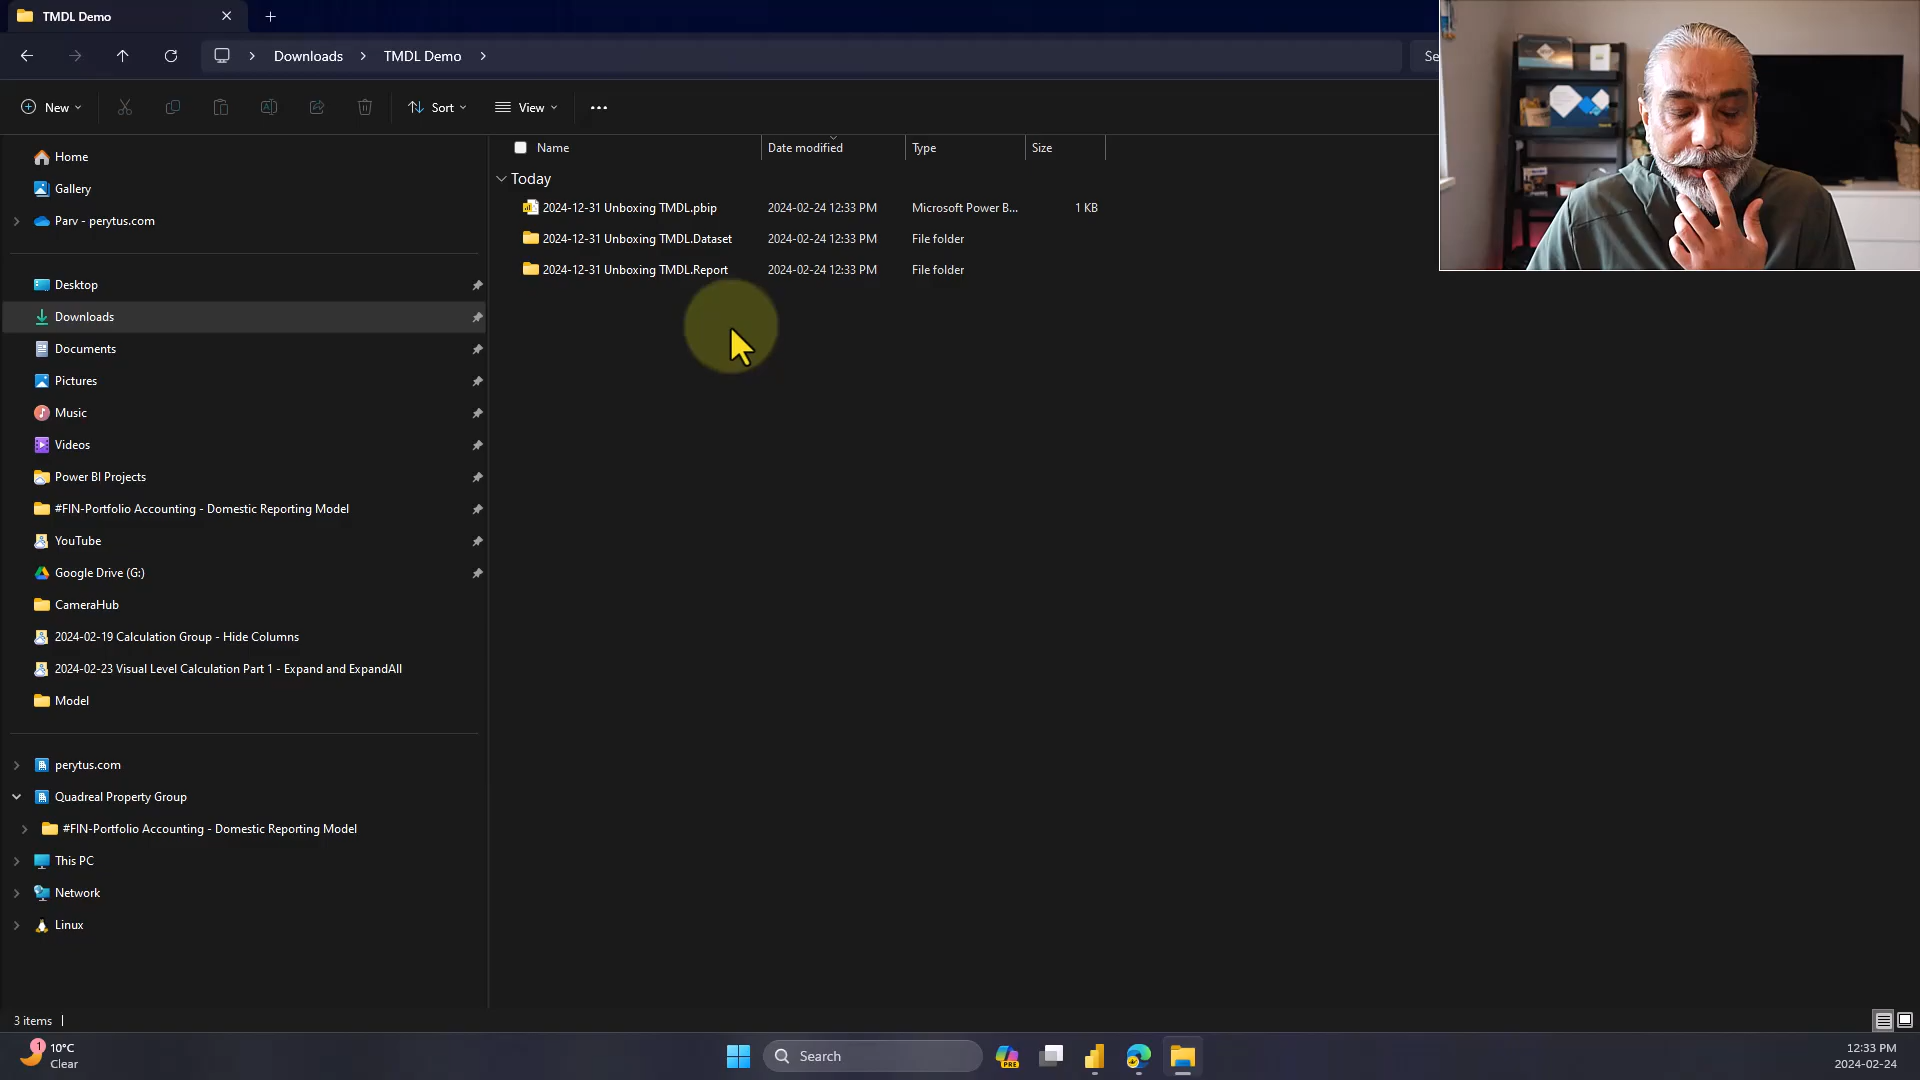 TMDL Demo
Downloads
TMDL Demo
Se
New
Sort
View
Home
Gallery
Parv - perytus.com
Desktop
Downloads
Documents
Pictures
Music
Videos
Power BI Projects
#FIN-Portfolio Accounting - Domestic Reporting Model
YouTube
Google Drive (G:)
CameraHub
2024-02-19 Calculation Group - Hide Columns
2024-02-23 Visual Level Calculation Part 1 - Expand and ExpandAll
Model
perytus.com
Quadreal Property Group
#FIN-Portfolio Accounting - Domestic Reporting Model
This PC
Network
Linux
Name Date modified Type Size
Today
2024-12-31 Unboxing TMDL.pbip 2024-02-24 12:33 PM Microsoft Power B... 1 KB
2024-12-31 Unboxing TMDL.Dataset 2024-02-24 12:33 PM File folder
2024-12-31 Unboxing TMDL.Report 2024-02-24 12:33 PM File folder
3 items
1
10°C
Clear
Search
PRE
12:33 PM
2024-02-24